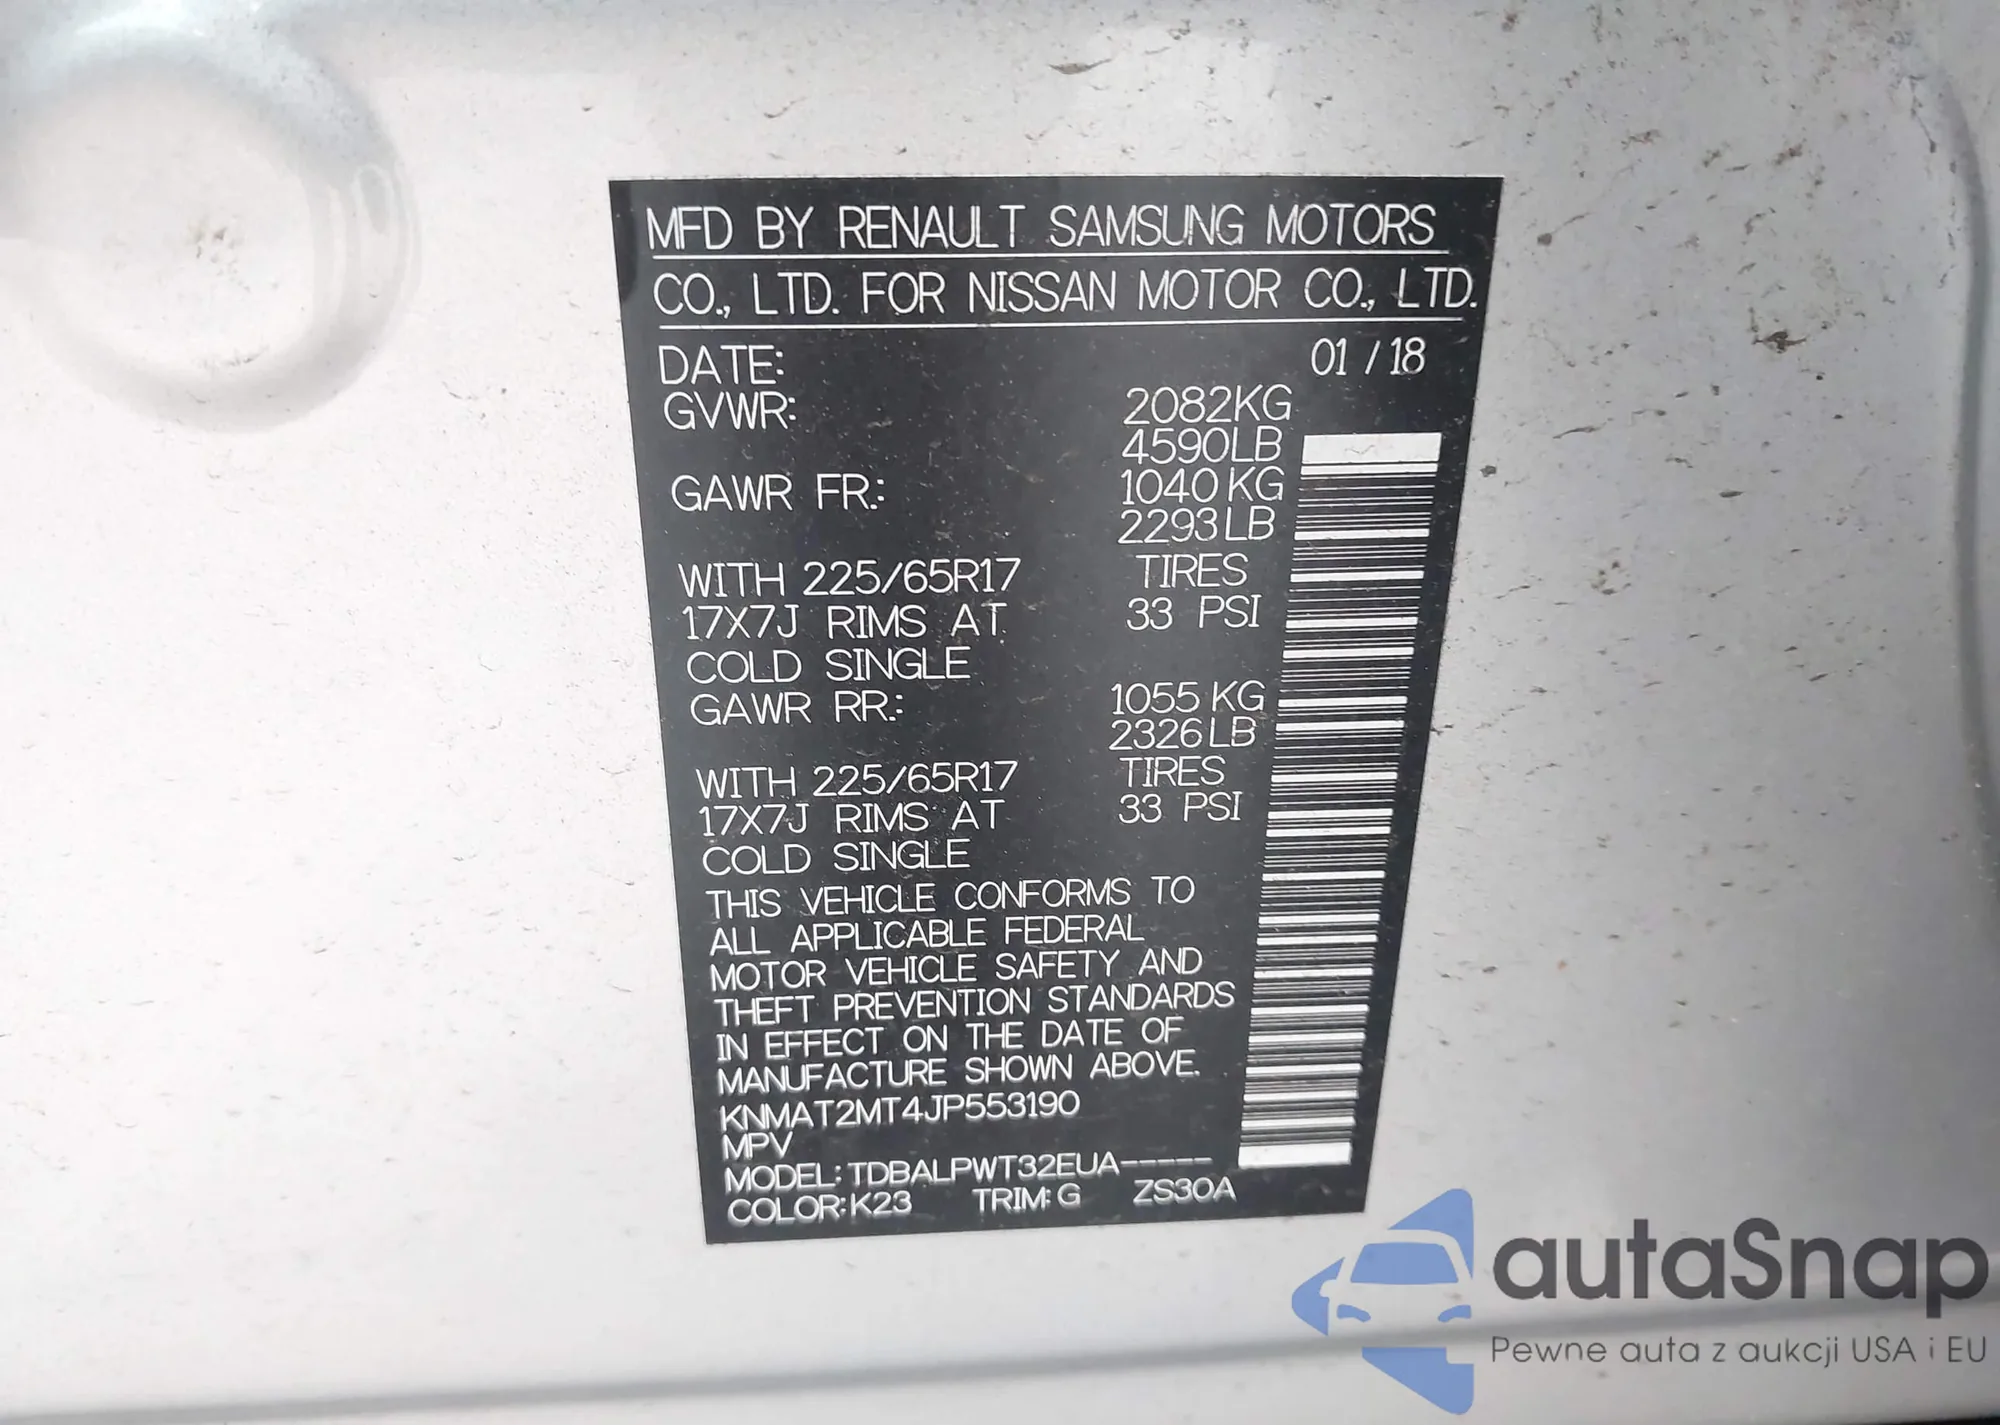 MFD BY RENAULT SAMSUNG MOTORS
CO., LTD. FOR NISSAN MOTOR CO., LTD.
DATE: 01 / 18
GVWR: 2082KG
4590LB
GAWR FR.: 1040 KG
2293LB
WITH 225/65R17 TIRES
17X7J RIMS AT 33 PSI
COLD SINGLE
GAWR RR.: 1055 KG
2326LB
WITH 225/65R17 TIRES
17X7J RIMS AT 33 PSI
COLD SINGLE
THIS VEHICLE CONFORMS TO
ALL APPLICABLE FEDERAL
MOTOR VEHICLE SAFETY AND
THEFT PREVENTION STANDARDS
IN EFFECT ON THE DATE OF
MANUFACTURE SHOWN ABOVE.
KNMAT2MT4JP553190
MPV
MODEL: TDBALPWT32EUA-----
COLOR: K23 TRIM: G ZS30A
autaSnap
Pewne auta z aukcji USA i EU